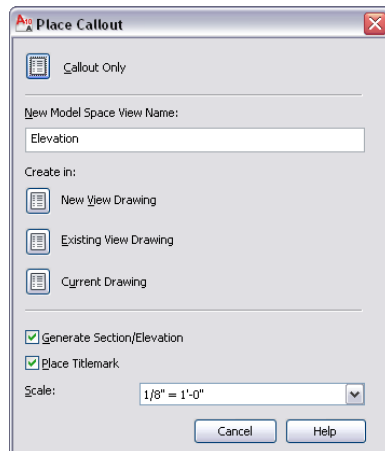 Place Callout
Callout Only
New Model Space View Name:
Elevation
Create in:
New View Drawing
Existing View Drawing
Current Drawing
Generate Section/Elevation
Place Titlemark
Scale: 1/8" = 1'-0"
Cancel Help